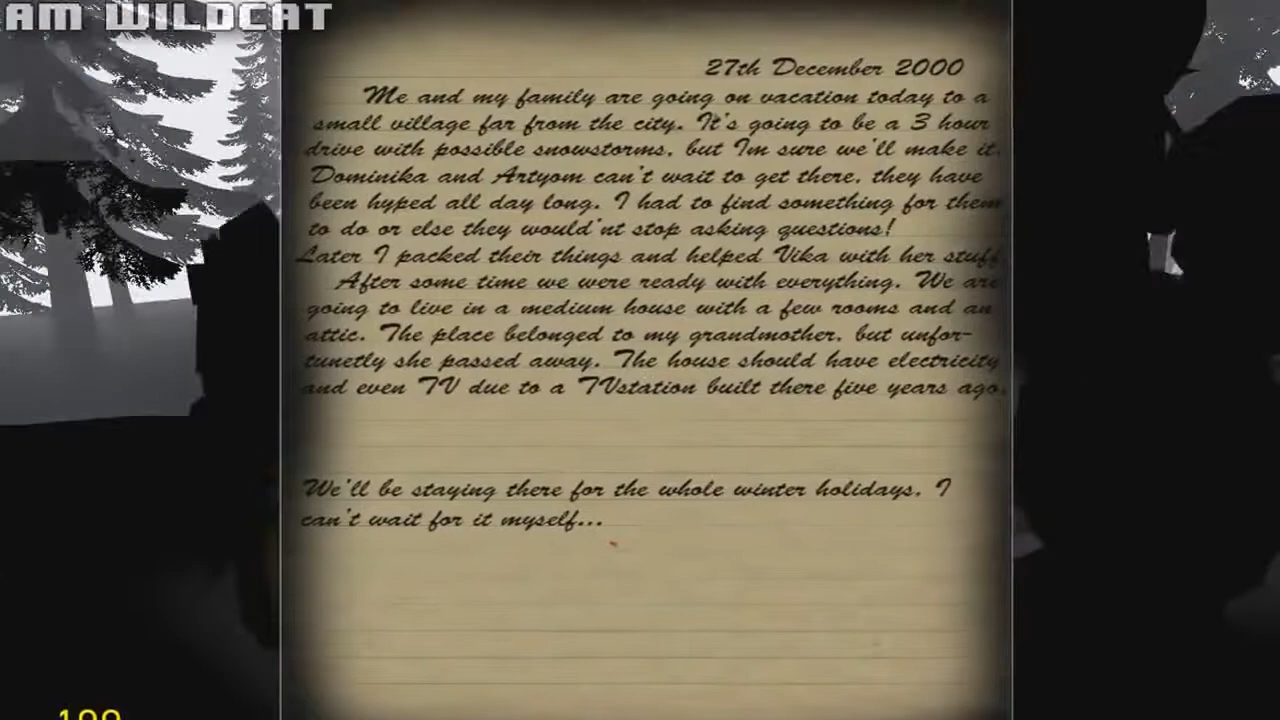 AM WILDCAT
27th December 2000
Me and my family are going on vacation today to a
small village far from the city. It's going to be a 3 hour
drive with possible snowstorms, but Im sure we'll make it.
Dominika and Artyom can't wait to get there, they have
been hyped all day long. I had to find something for them
to do or else they would'nt stop asking questions!
Later I packed their things and helped Vika with her stuff.
After some time we were ready with everything. We are
going to live in a medium house with a few rooms and an
attic. The place belonged to my grandmother, but unfor-
tunetly she passed away. The house should have electricity
and even TV due to a TVstation built there five years ago.
We'll be staying there for the whole winter holidays. I
can't wait for it myself...